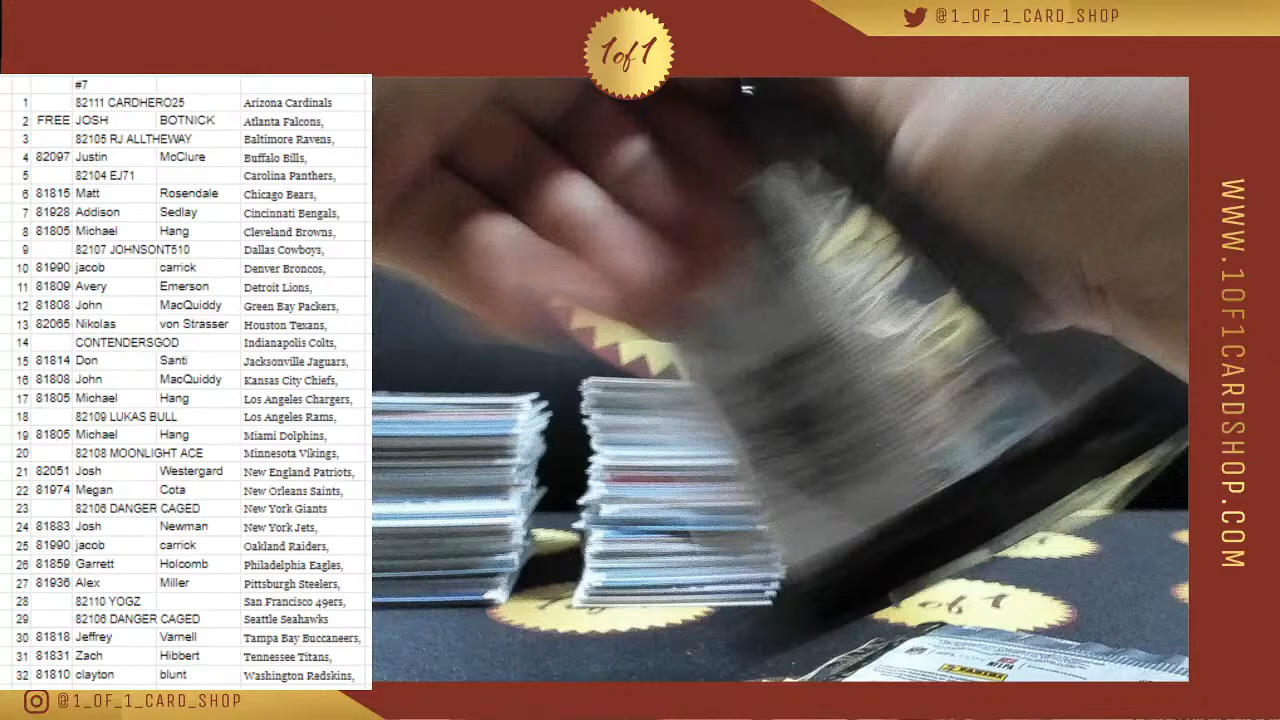 @1_OF_1_CARD_SHOP
1of1
#7
1 82111 CARDHERO25 Arizona Cardinals
2 FREE JOSH BOTNICK Atlanta Falcons,
3 82105 RJ ALLTHEWAY Baltimore Ravens,
4 82097 Justin McClure Buffalo Bills,
5 82104 EJ71 Carolina Panthers,
6 81815 Matt Rosendale Chicago Bears,
7 81928 Addison Sedlay Cincinnati Bengals,
8 81805 Michael Hang Cleveland Browns,
9 82107 JOHNSONT510 Dallas Cowboys,
10 81990 jacob carrick Denver Broncos,
11 81809 Avery Emerson Detroit Lions,
12 81808 John MacQuiddy Green Bay Packers,
13 82065 Nikolas von Strasser Houston Texans,
14 CONTENDERSGOD Indianapolis Colts,
15 81814 Don Santi Jacksonville Jaguars,
16 81808 John MacQuiddy Kansas City Chiefs,
17 81805 Michael Hang Los Angeles Chargers,
18 82109 LUKAS BULL Los Angeles Rams,
19 81805 Michael Hang Miami Dolphins,
20 82108 MOONLIGHT ACE Minnesota Vikings,
21 82051 Josh Westergard New England Patriots,
22 81974 Megan Cota New Orleans Saints,
23 82106 DANGER CAGED New York Giants
24 81883 Josh Newman New York Jets,
25 81990 jacob carrick Oakland Raiders,
26 81859 Garrett Holcomb Philadelphia Eagles,
27 81936 Alex Miller Pittsburgh Steelers,
28 82110 YOGZ San Francisco 49ers,
29 82106 DANGER CAGED Seattle Seahawks
30 81818 Jeffrey Varnell Tampa Bay Buccaneers,
31 81831 Zach Hibbert Tennessee Titans,
32 81810 clayton blunt Washington Redskins,
WWW.1OF1CARDSHOP.COM
of 1
@1_OF_1_CARD_SHOP